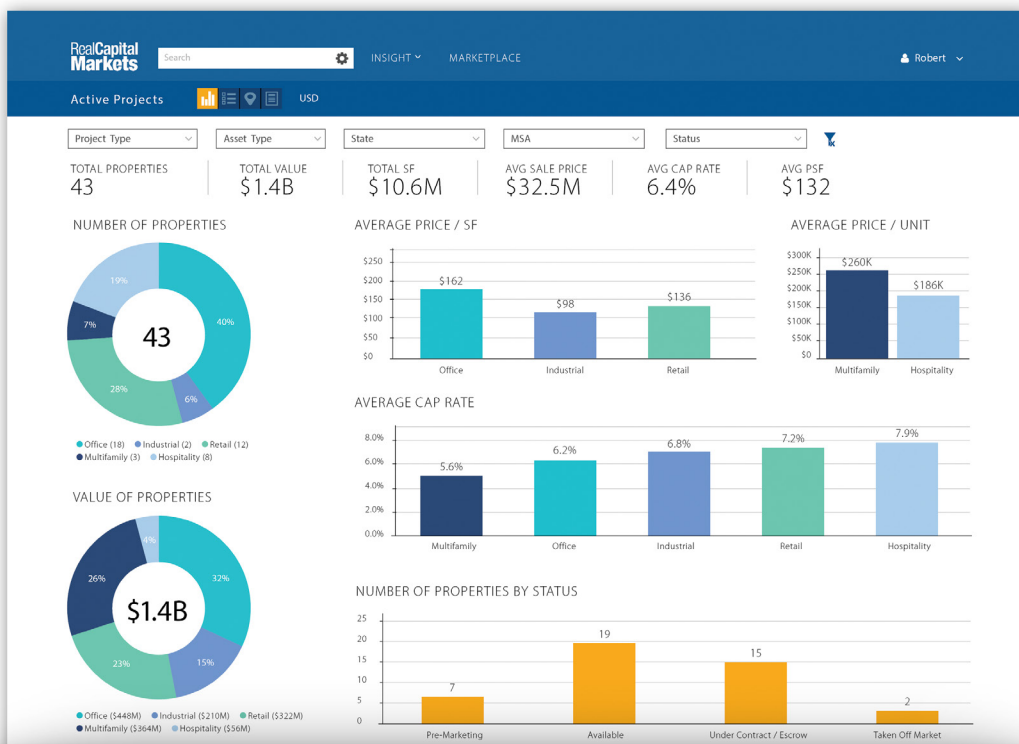 RealCapital
Markets
Search
INSIGHT
MARKETPLACE
Robert
Active Projects
USD
Project Type
Asset Type
State
MSA
Status
TOTAL PROPERTIES
43
TOTAL VALUE
$1.4B
TOTAL SF
$10.6M
AVG SALE PRICE
$32.5M
AVG CAP RATE
6.4%
AVG PSF
$132
NUMBER OF PROPERTIES
19%
40%
7%
43
28%
6%
Office (18) Industrial (2) Retail (12)
Multifamily (3) Hospitality (8)
AVERAGE PRICE / SF
$250
$200
$150
$100
$50
$0
$162
$98
$136
Office Industrial Retail
AVERAGE PRICE / UNIT
$300K
$250K
$200K
$150K
$100K
$50K
$0
$260K
$186K
Multifamily Hospitality
AVERAGE CAP RATE
8.0%
6.0%
4.0%
2.0%
0.0%
5.6%
6.2%
6.8%
7.2%
7.9%
Multifamily Office Industrial Retail Hospitality
VALUE OF PROPERTIES
4%
26%
32%
$1.4B
23%
15%
Office ($448M) Industrial ($210M) Retail ($322M)
Multifamily ($364M) Hospitality ($56M)
NUMBER OF PROPERTIES BY STATUS
25
20
15
10
5
0
7
19
15
2
Pre-Marketing Available Under Contract / Escrow Taken Off Market